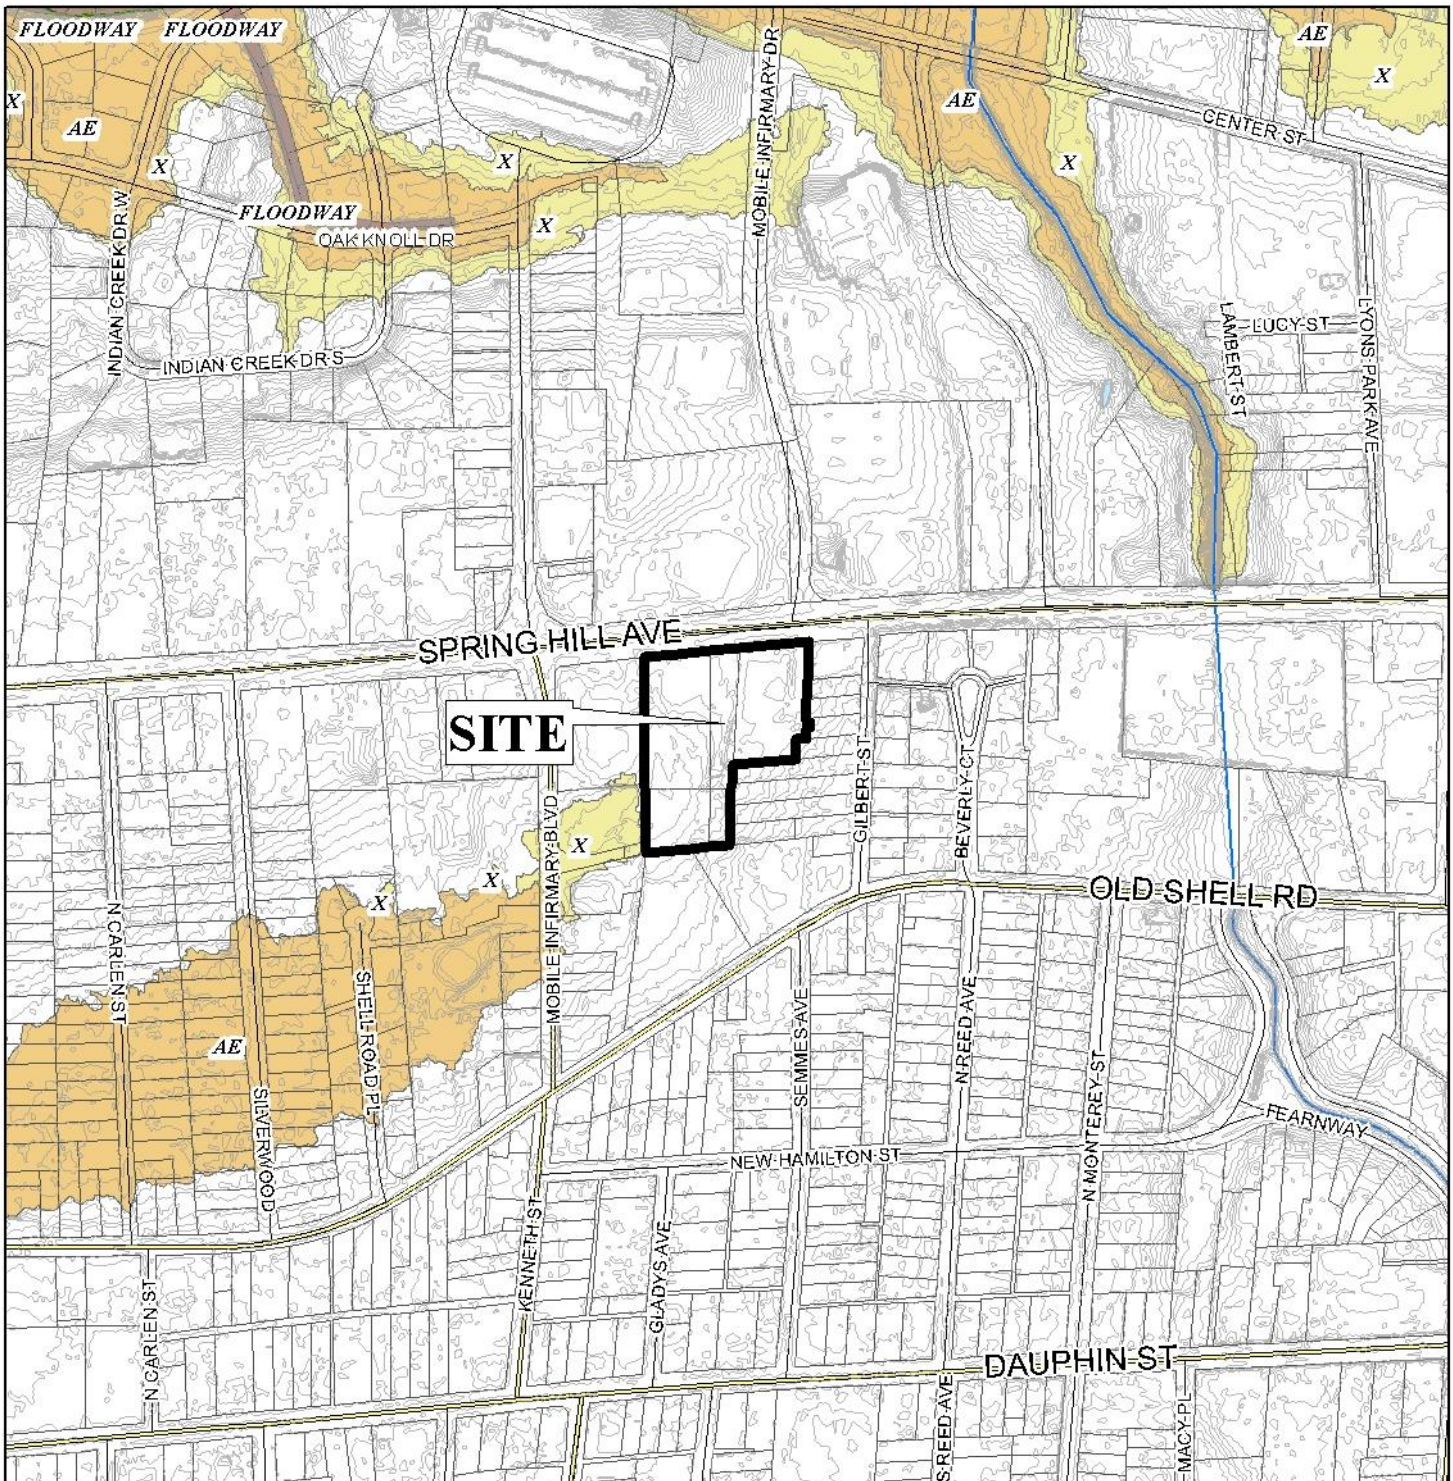 FLOODWAY FLOODWAY
AE
X
X
AE
X
AE
MOBILE INFIRMARY DR
CENTER ST
X
X
X
FLOODWAY
OAK KNOLL DR
X
INDIAN CREEK DR W
INDIAN CREEK DR S
LAMBERT ST
LUCY ST
LYONS PARK AVE
SPRING HILL AVE
SITE
GILBERT ST
BEVERLY CT
MOBILE INFIRMARY BLVD
X
X
X
OLD SHELL RD
N CARLEN ST
SHELL ROAD PL
SEMMES AVE
N REED AVE
N MONTEREY ST
AE
SILVERWOOD
FEARNWAY
NEW HAMILTON ST
KENNETH ST
GLADYS AVE
N CARLEN ST
DAUPHIN ST
S REED AVE
MACY PL